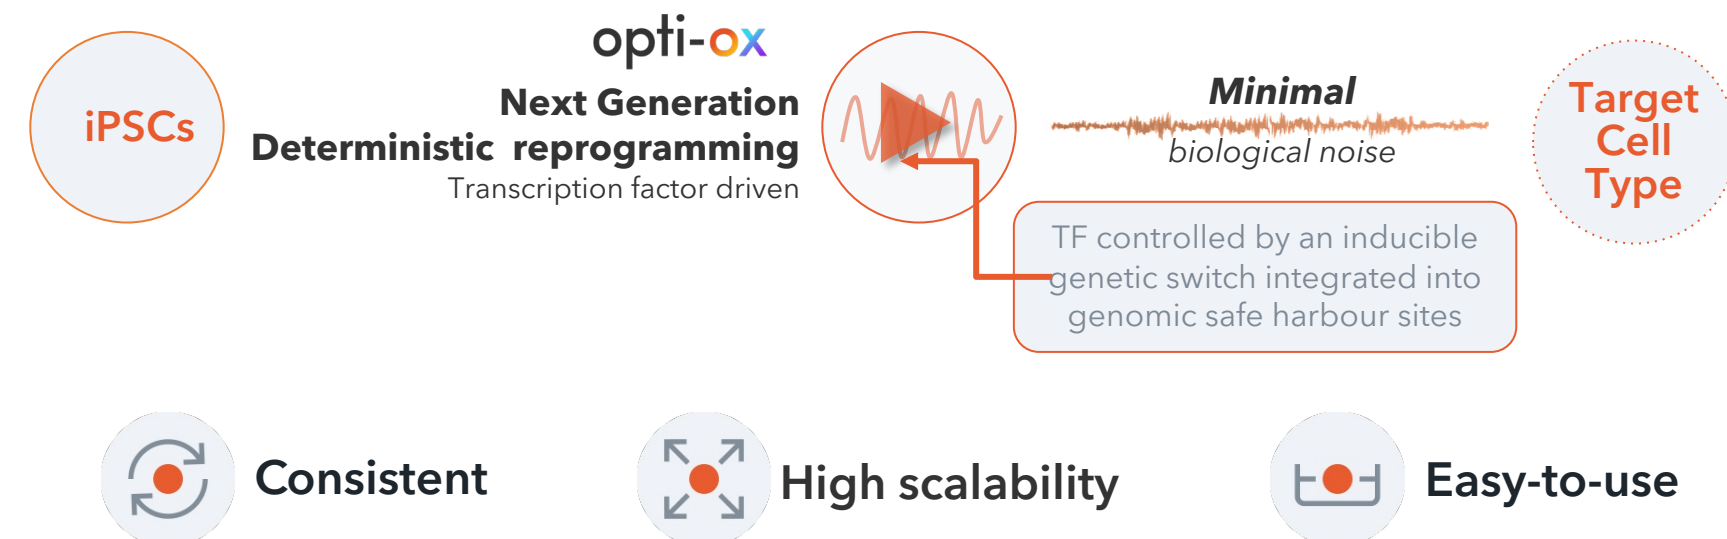 iPSCs
opti-ox
Next Generation
Deterministic reprogramming
Transcription factor driven
Minimal
biological noise
TF controlled by an inducible
genetic switch integrated into
genomic safe harbour sites
Target
Cell
Type
Consistent
High scalability
Easy-to-use